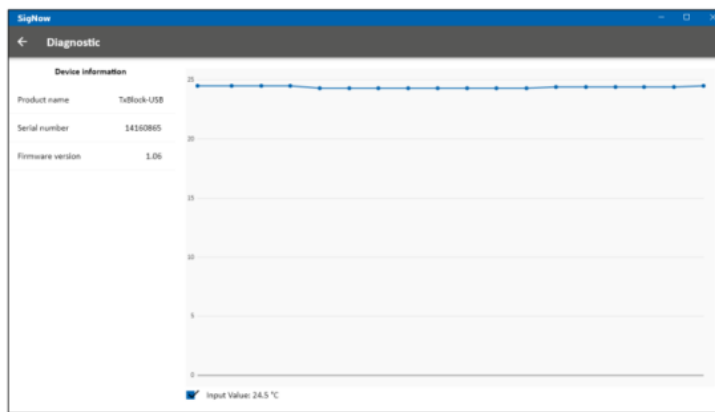 SigNow
Diagnostic
Device information
Product name TxBlock-USB
Serial number 14160865
Firmware version 1.06
25
20
15
10
5
0
Input Value: 24.5 °C